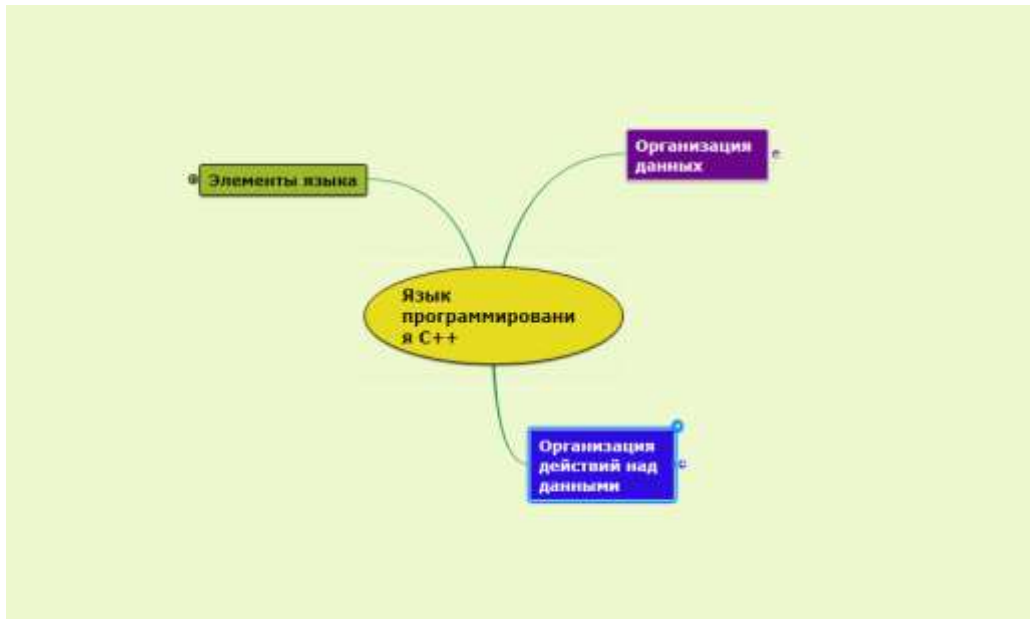 Элементы языка
Организация
данных
Язык
программировани
я C++
Организация
действий над
данными